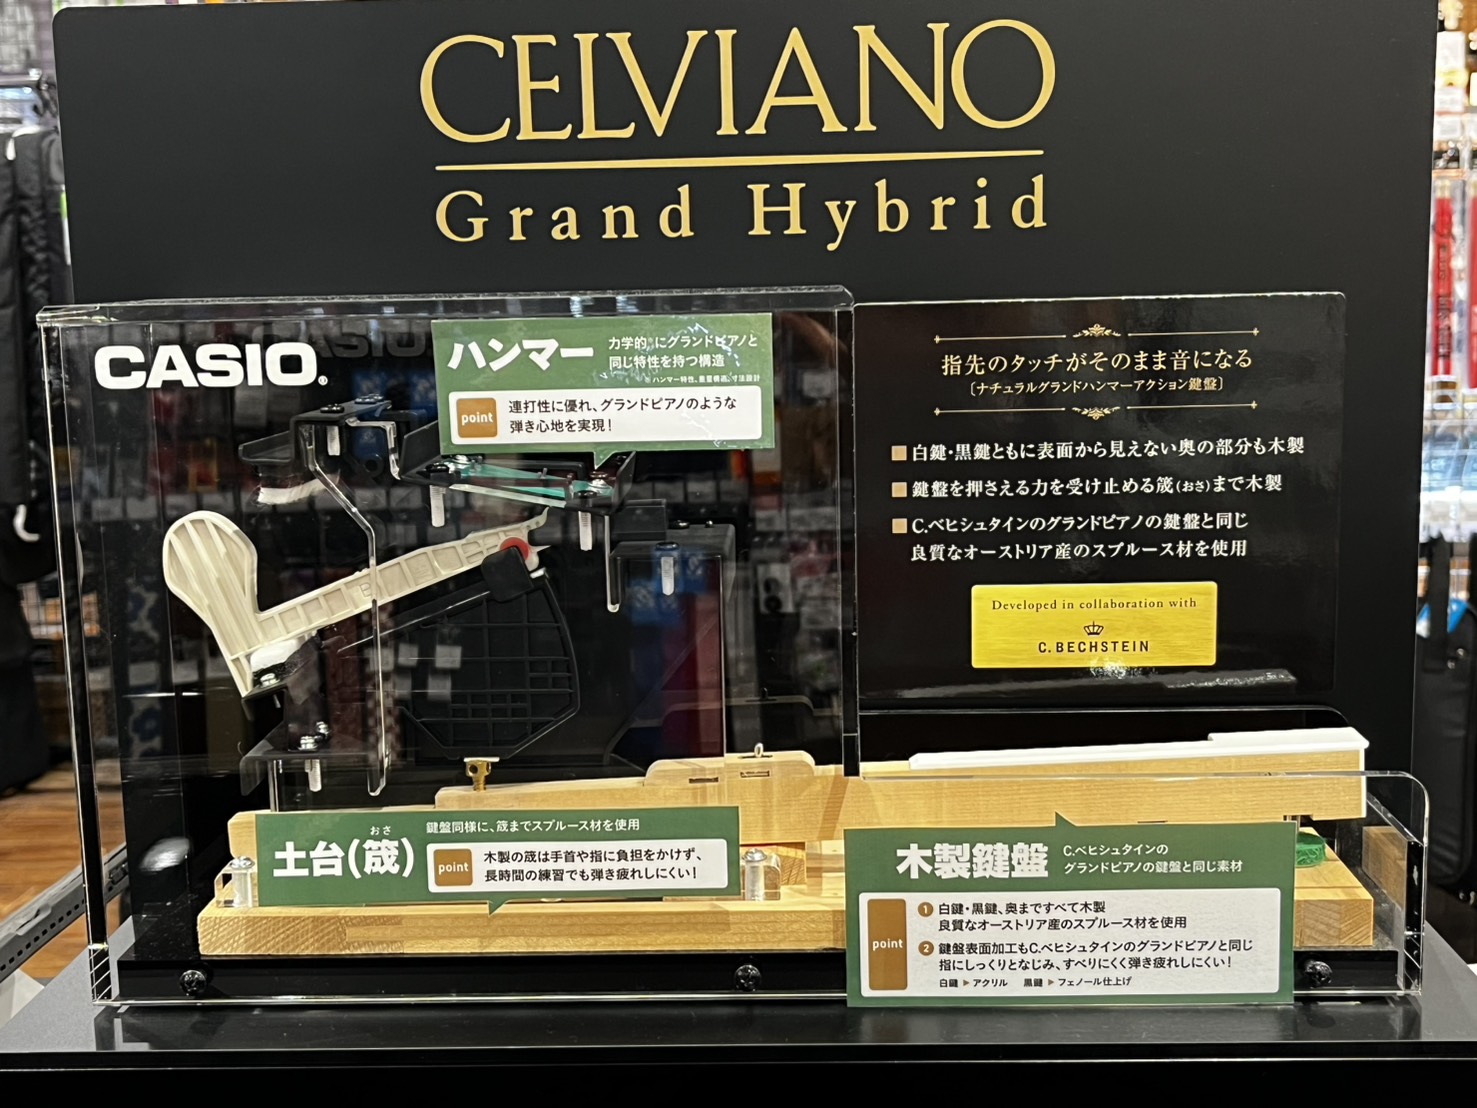 CELVIANO
Grand Hybrid
CASIO®
ハンマー
力学的※にグランドピアノと
同じ特性を持つ構造
※ハンマー特性、重量構造、寸法設計
point
連打性に優れ、グランドピアノのような
弾き心地を実現!
指先のタッチがそのまま音になる
〔ナチュラルグランドハンマーアクション鍵盤〕
■白鍵・黒鍵ともに表面から見えない奥の部分も木製
■鍵盤を押さえる力を受け止める筬(おさ)まで木製
■C.ベヒシュタインのグランドピアノの鍵盤と同じ
良質なオーストリア産のスプルース材を使用
Developed in collaboration with
C. BECHSTEIN
土台(筬)
おさ
鍵盤同様に、筬までスプルース材を使用
point
木製の筬は手首や指に負担をかけず、
長時間の練習でも弾き疲れしにくい!
木製鍵盤
C.ベヒシュタインの
グランドピアノの鍵盤と同じ素材
point
1 白鍵・黒鍵、奥まですべて木製
良質なオーストリア産のスプルース材を使用
2 鍵盤表面加工もC.ベヒシュタインのグランドピアノと同じ
指にしっくりとなじみ、すべりにくく弾き疲れしにくい!
白鍵▶アクリル 黒鍵▶フェノール仕上げ